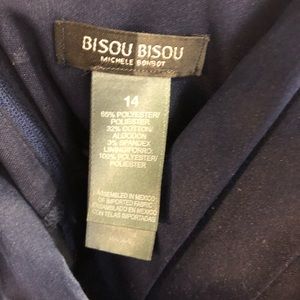 BISOU BISOU
MICHELE BOHBOT
14
65% POLYESTER/
POLIESTER
32% COTTON/
ALGODON
3% SPANDEX
LINING/FORRO:
100% POLYESTER/
POLIESTER
ASSEMBLED IN MEXICO
OF IMPORTED FABRIC
ENSAMBLADO EN MEXICO
CON TELAS IMPORTADAS